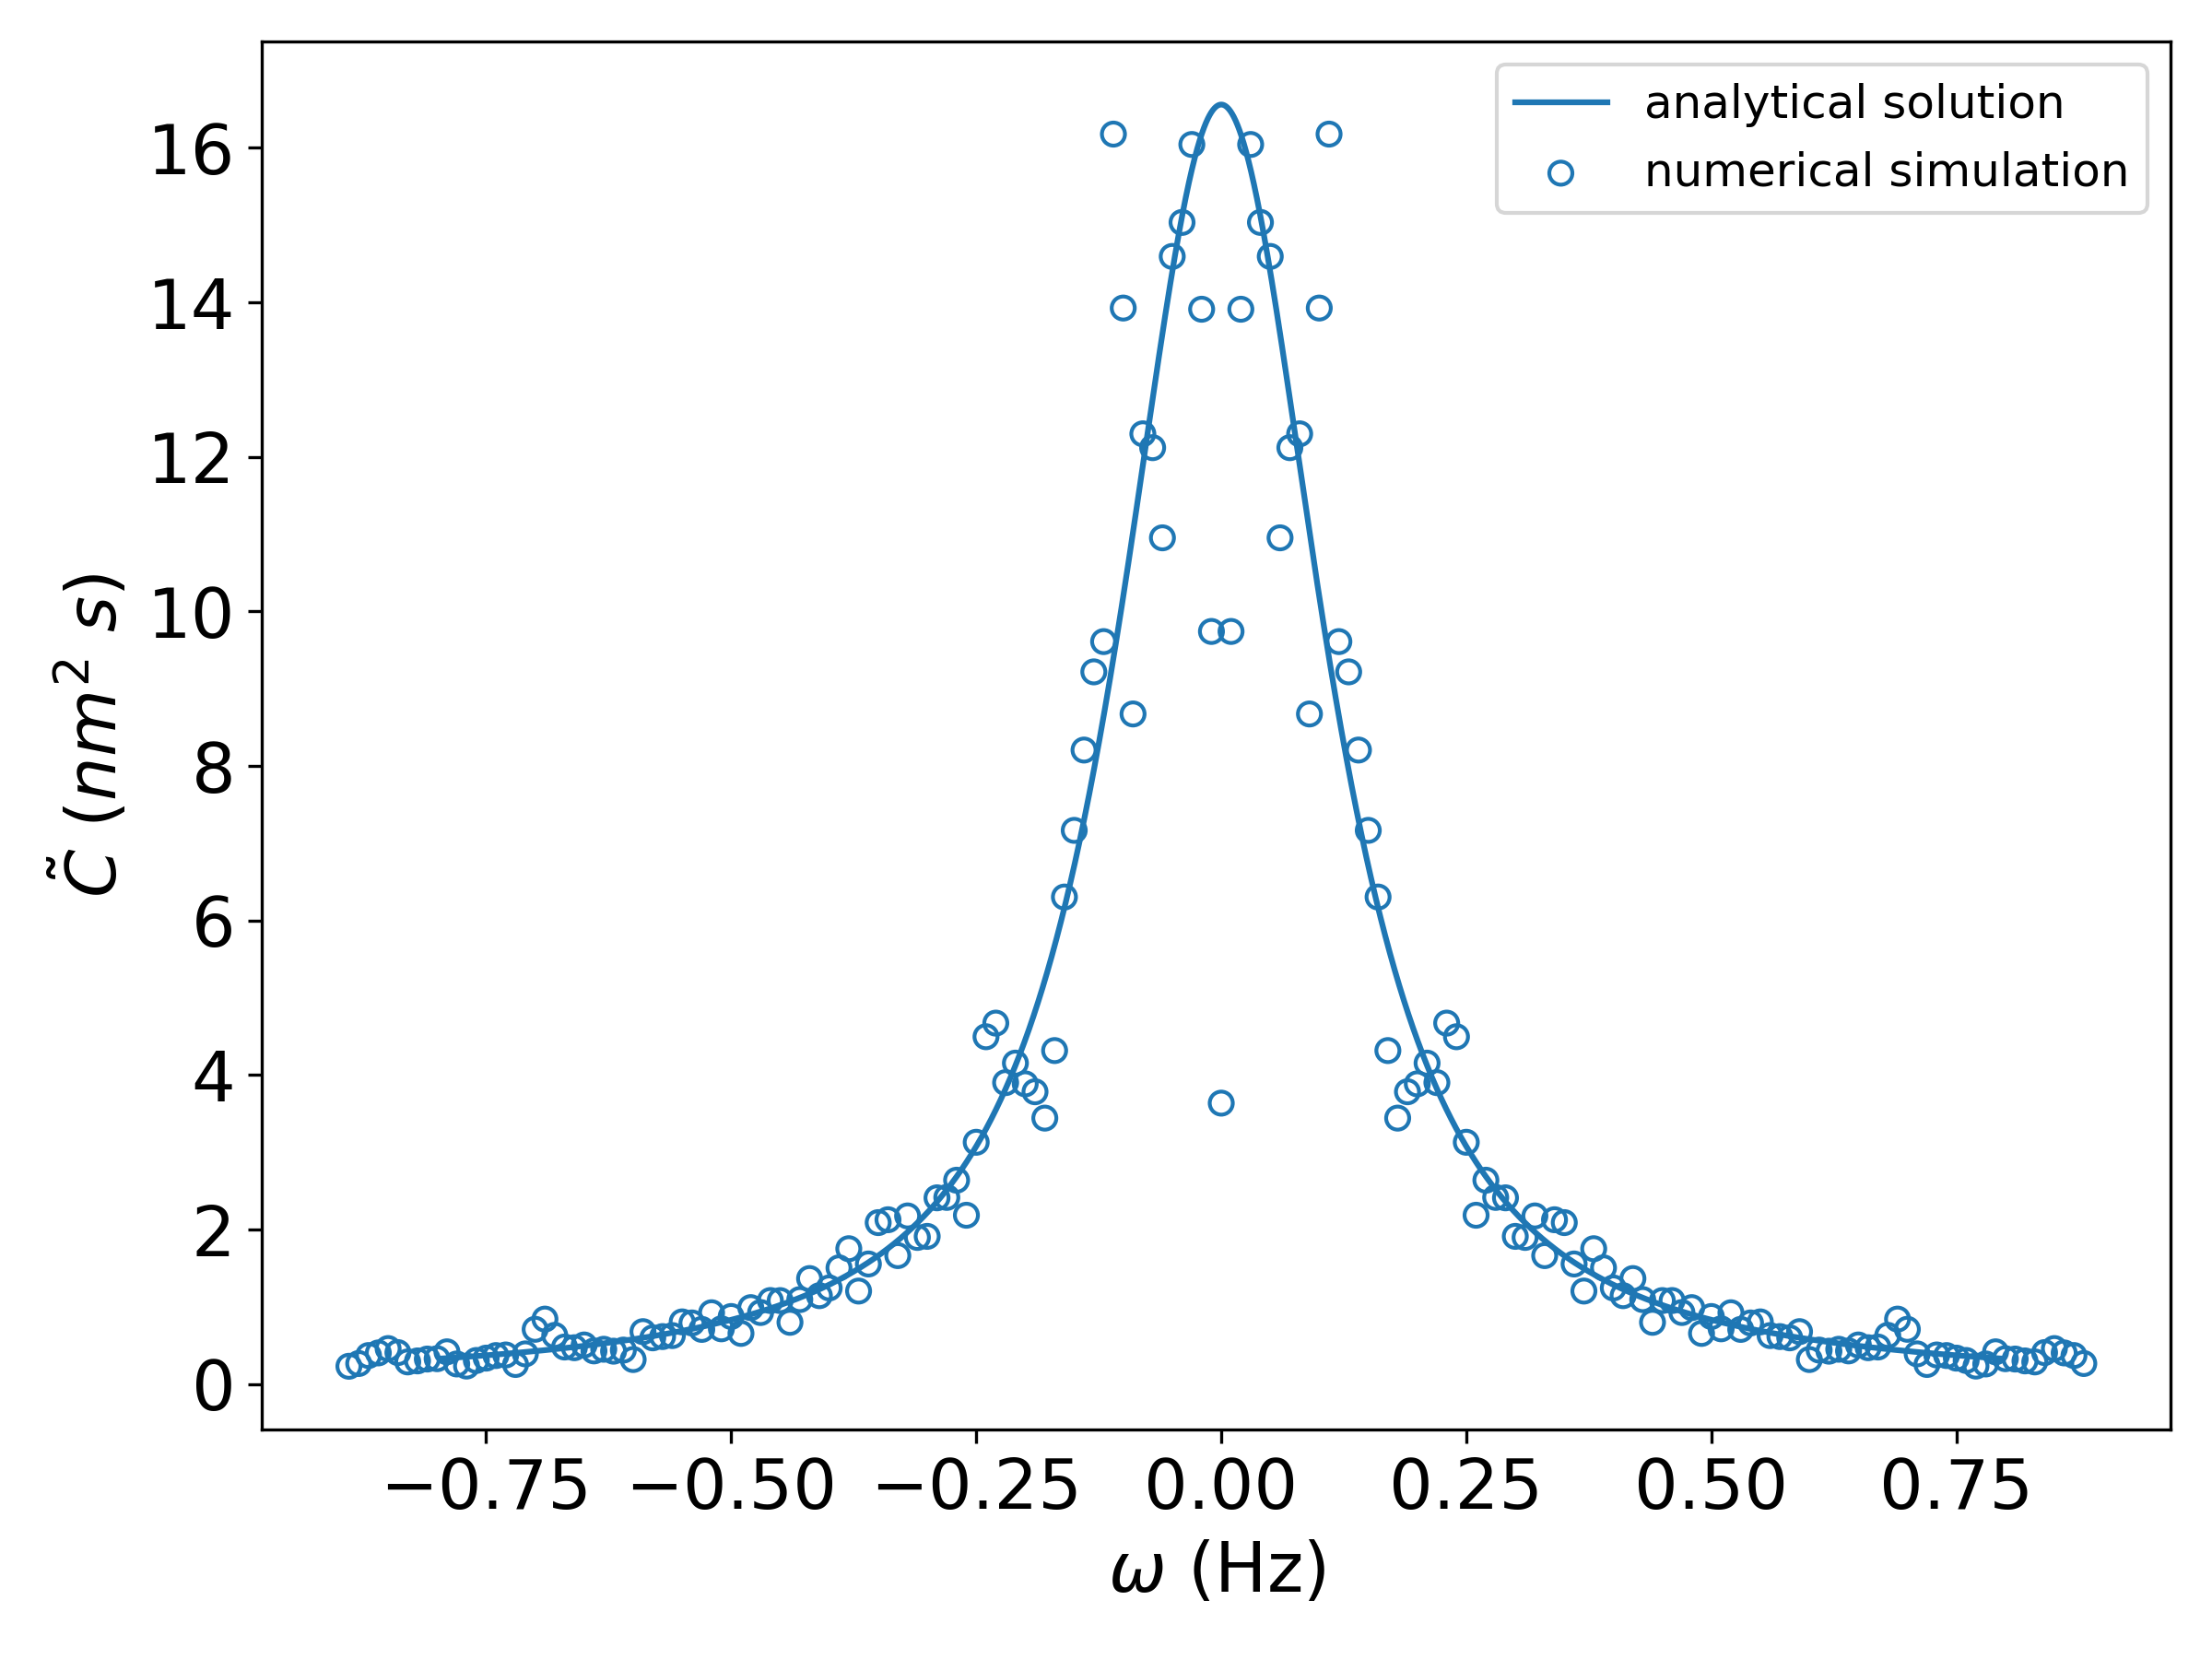 analytical solution
numerical simulation
16
14
12
10
8
6
4
2
0
C̃ (nm² s)
−0.75 −0.50 −0.25 0.00 0.25 0.50 0.75
ω (Hz)